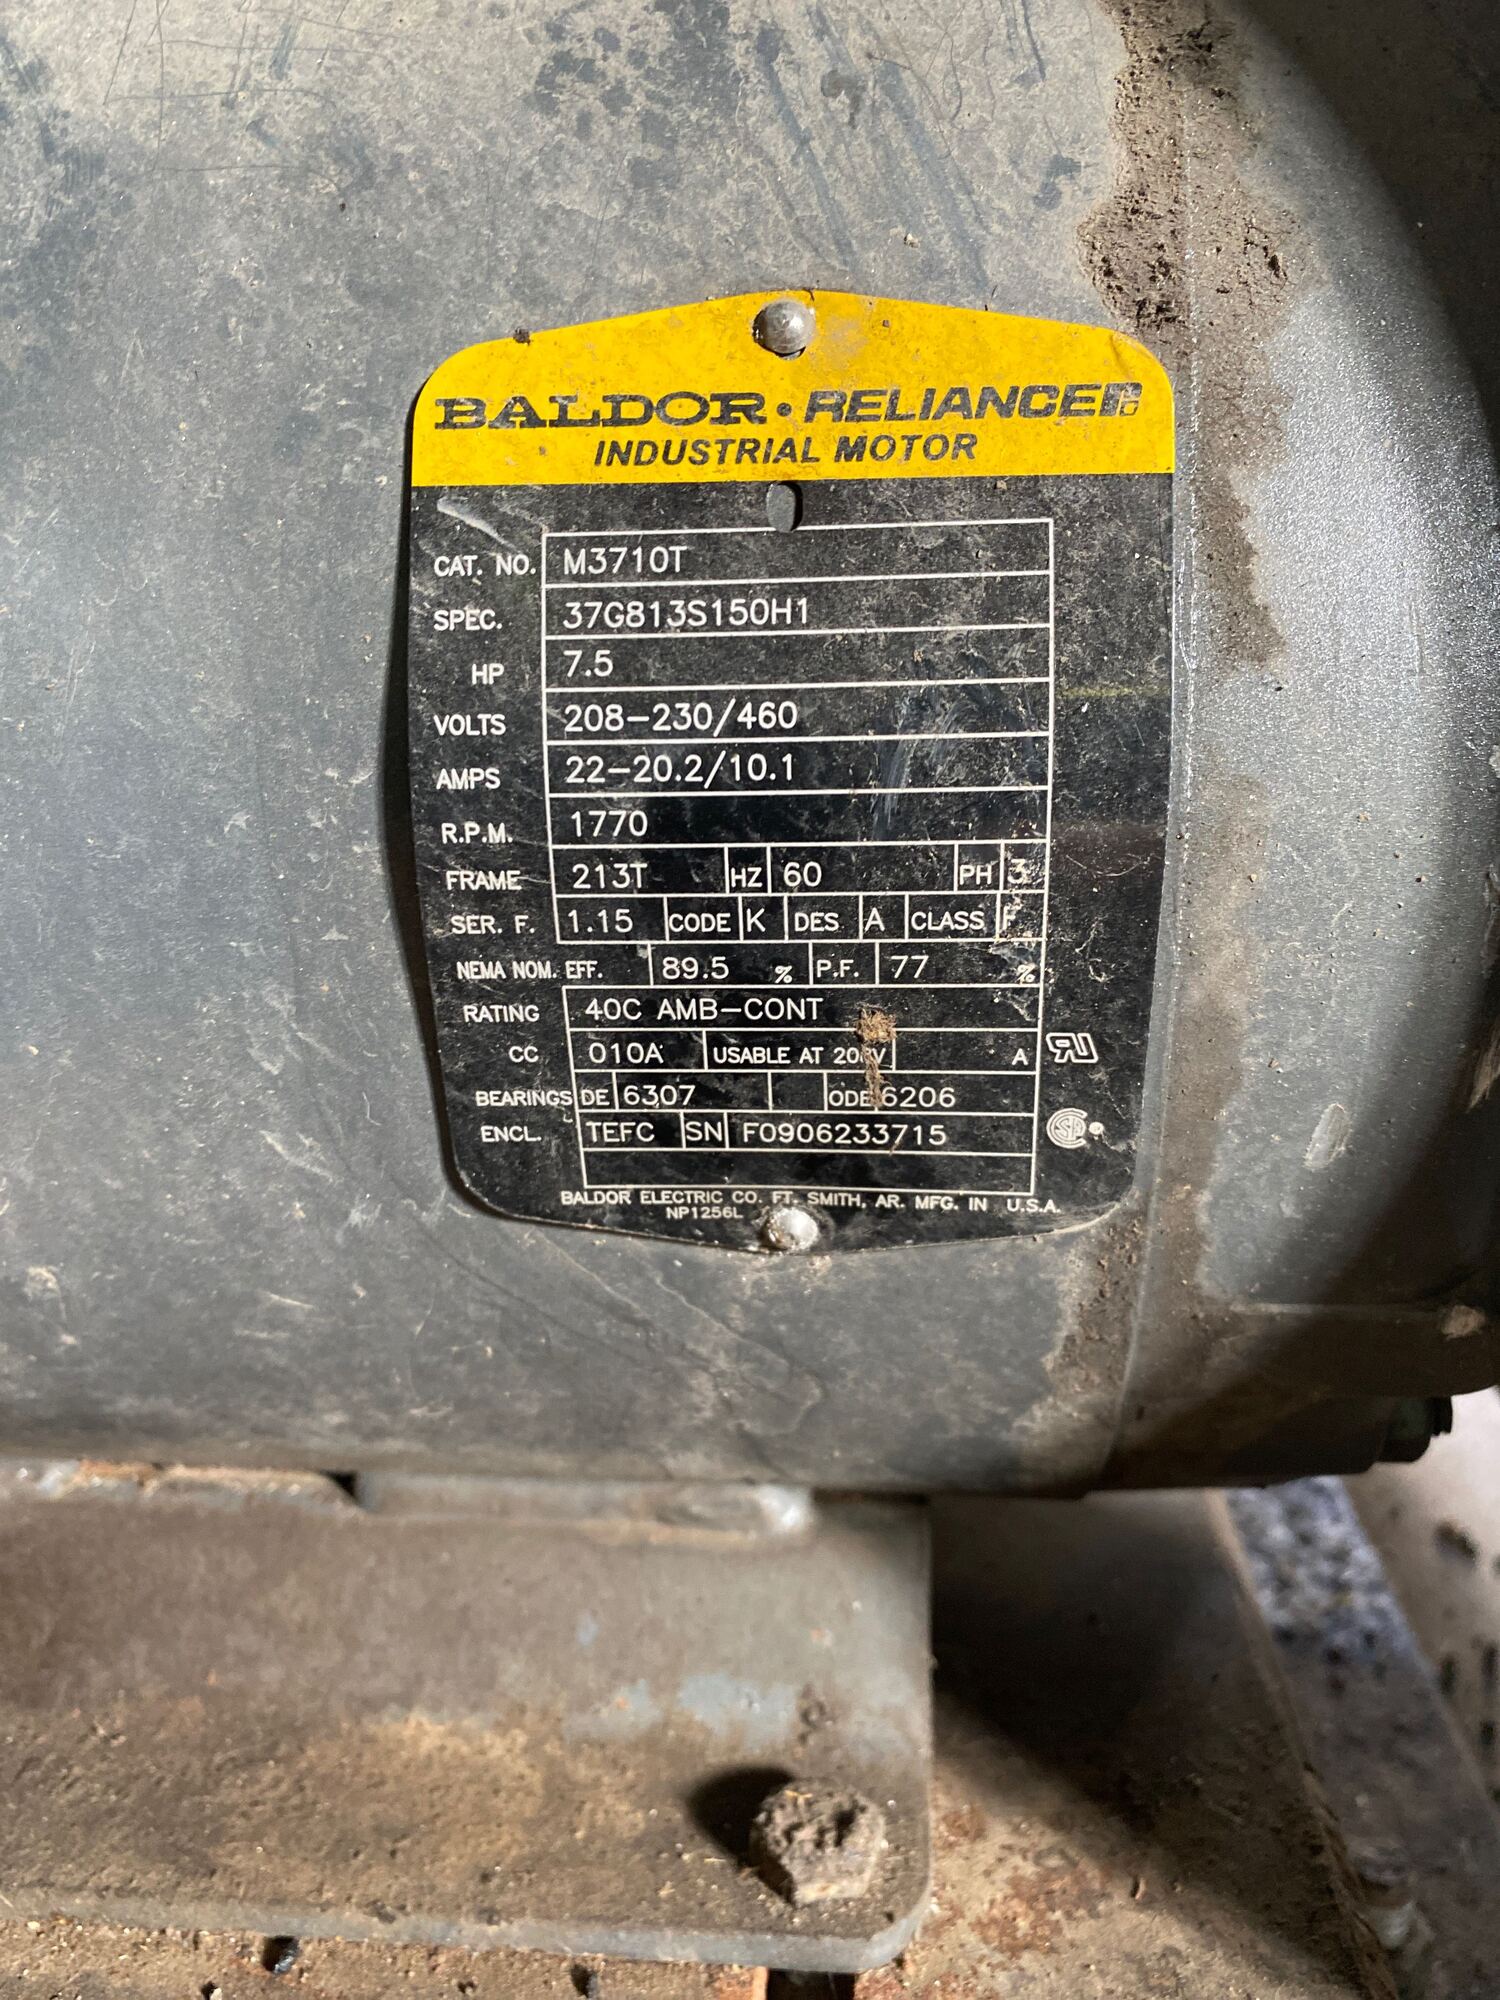 BALDOR • RELIANCER
INDUSTRIAL MOTOR
CAT. NO. M3710T
SPEC. 37G813S150H1
HP 7.5
VOLTS 208-230/460
AMPS 22-20.2/10.1
R.P.M. 1770
FRAME 213T HZ 60 PH 3
SER. F. 1.15 CODE K DES A CLASS F
NEMA NOM. EFF. 89.5 % P.F. 77 %
RATING 40C AMB-CONT
CC 010A USABLE AT 208V A
BEARINGS DE 6307 ODE 6206
ENCL. TEFC SN F0906233715
BALDOR ELECTRIC CO. FT. SMITH, AR. MFG. IN U.S.A.
NP1256L